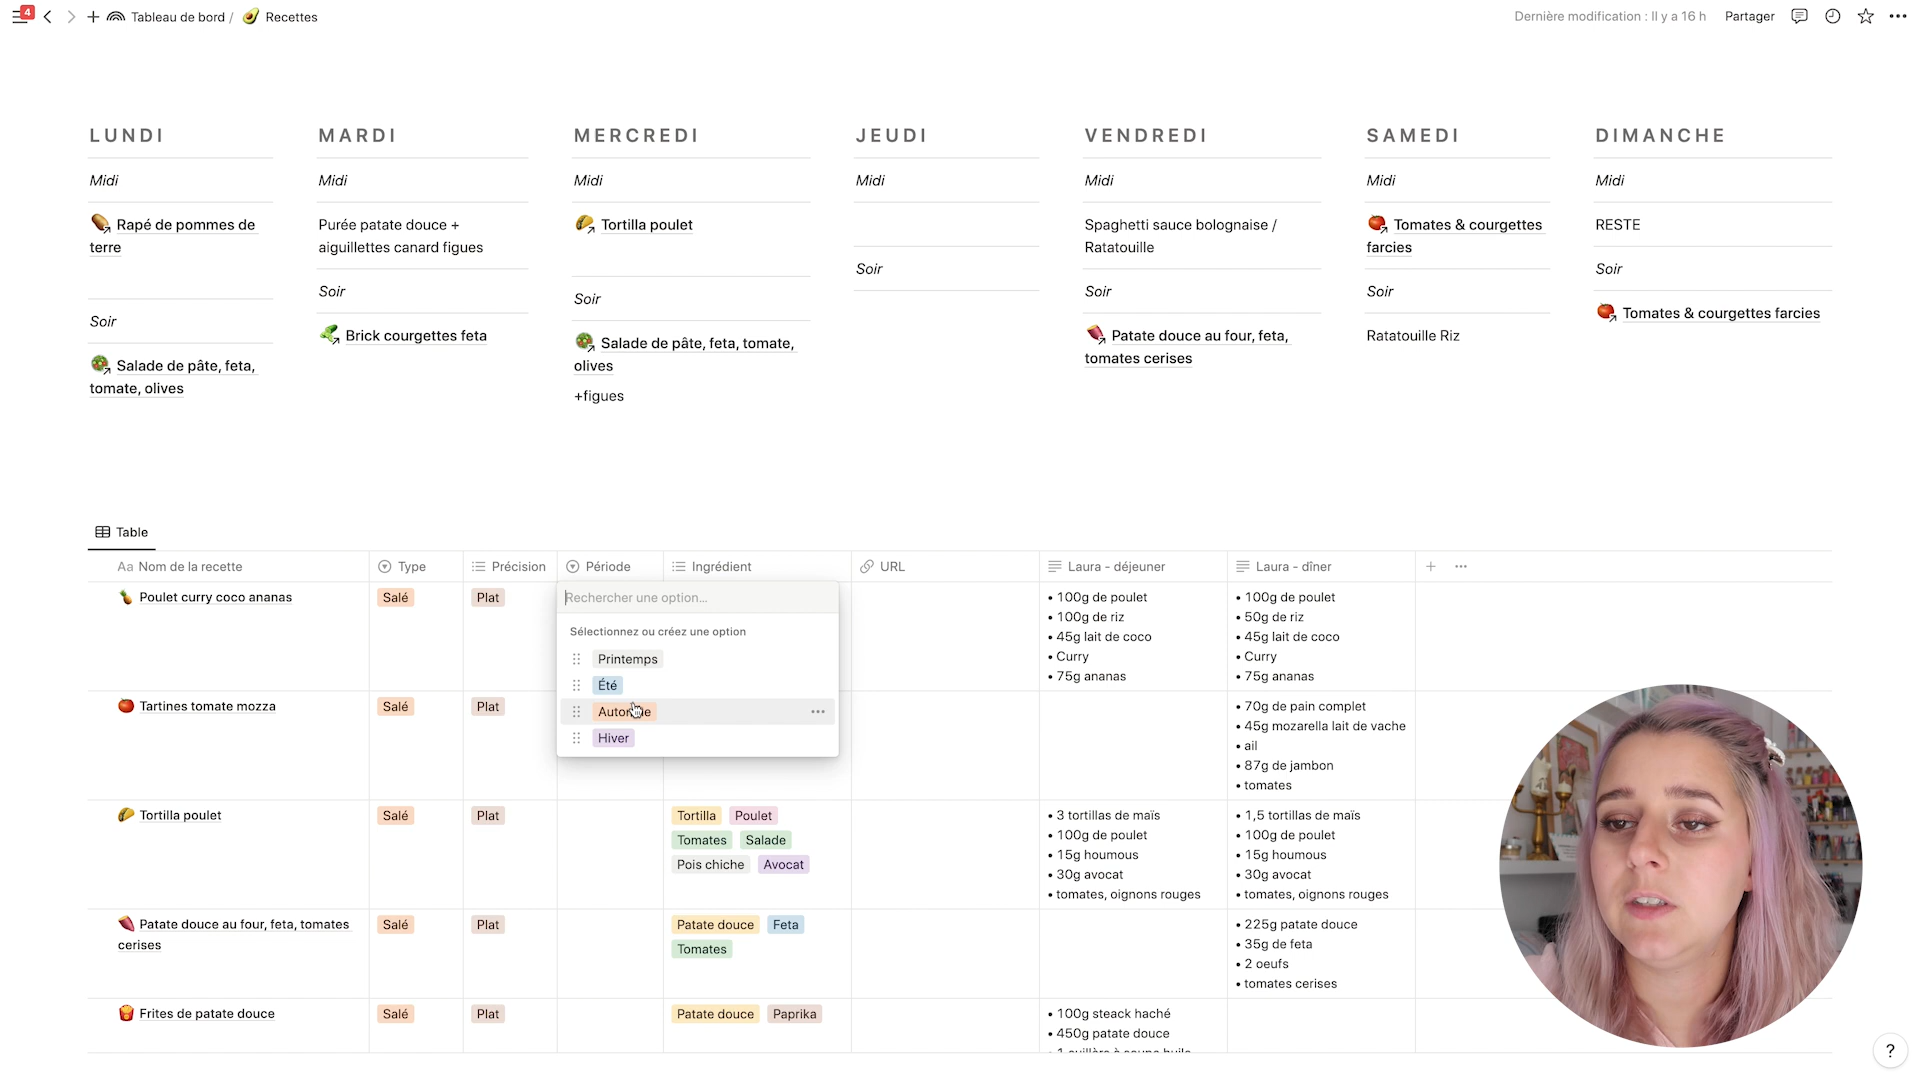 4
Tableau de bord / Recettes
Dernière modification : Il y a 16 h Partager
LUNDI
Midi
Rapé de pommes de
terre
Soir
Salade de pâte, feta,
tomate, olives
MARDI
Midi
Purée patate douce +
aiguillettes canard figues
Soir
Brick courgettes feta
MERCREDI
Midi
Tortilla poulet
Soir
Salade de pâte, feta, tomate,
olives
+figues
JEUDI
Midi
Soir
VENDREDI
Midi
Spaghetti sauce bolognaise /
Ratatouille
Soir
Patate douce au four, feta,
tomates cerises
SAMEDI
Midi
Tomates & courgettes
farcies
Soir
Ratatouille Riz
DIMANCHE
Midi
RESTE
Soir
Tomates & courgettes farcies
Table
Aa Nom de la recette Type Précision Période Ingrédient URL Laura - déjeuner Laura - dîner
Poulet curry coco ananas Salé Plat
Rechercher une option...
Sélectionnez ou créez une option
Printemps
Été
Hiver
• 100g de poulet
• 100g de riz
• 45g lait de coco
• Curry
• 75g ananas
• 100g de poulet
• 50g de riz
• 45g lait de coco
• Curry
• 75g ananas
Tartines tomate mozza Salé Plat
• 70g de pain complet
• 45g mozarella lait de vache
• ail
• 87g de jambon
• tomates
Tortilla poulet Salé Plat
Tortilla Poulet
Tomates Salade
Pois chiche Avocat
• 3 tortillas de maïs
• 100g de poulet
• 15g houmous
• 30g avocat
• tomates, oignons rouges
• 1,5 tortillas de maïs
• 100g de poulet
• 15g houmous
• 30g avocat
• tomates, oignons rouges
Patate douce au four, feta, tomates
cerises
Salé Plat
Patate douce Feta
Tomates
• 225g patate douce
• 35g de feta
• 2 oeufs
• tomates cerises
Frites de patate douce Salé Plat
Patate douce Paprika
• 100g steack haché
• 450g patate douce
?